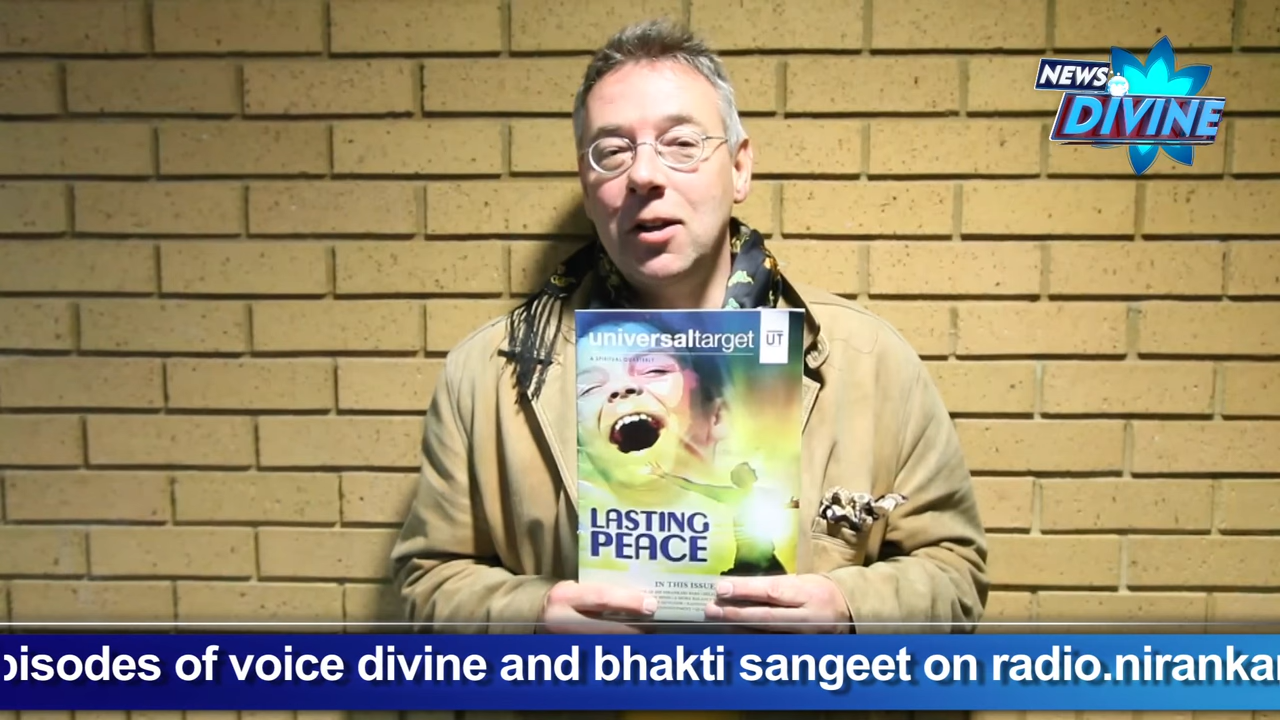 NEWS
DIVINE
universaltarget
UT
A SPIRITUAL QUARTERLY
LASTING
PEACE
IN THIS ISSUE
pisodes of voice divine and bhakti sangeet on radio.nirankar